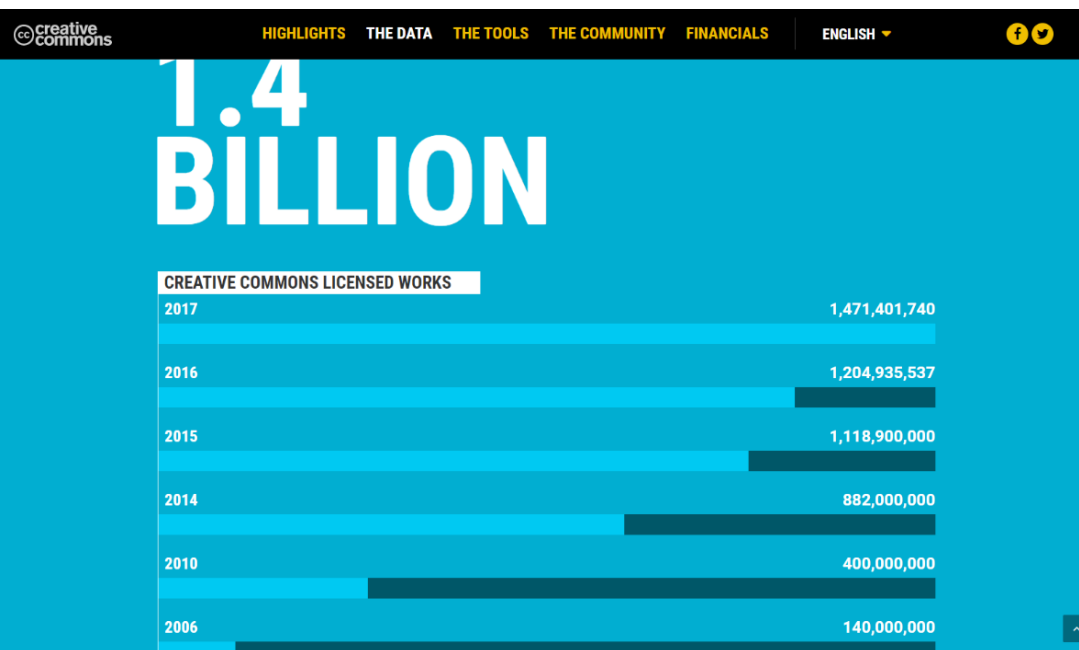 cc creative commons
HIGHLIGHTS THE DATA THE TOOLS THE COMMUNITY FINANCIALS ENGLISH
1.4
BILLION
CREATIVE COMMONS LICENSED WORKS
2017 1,471,401,740
2016 1,204,935,537
2015 1,118,900,000
2014 882,000,000
2010 400,000,000
2006 140,000,000